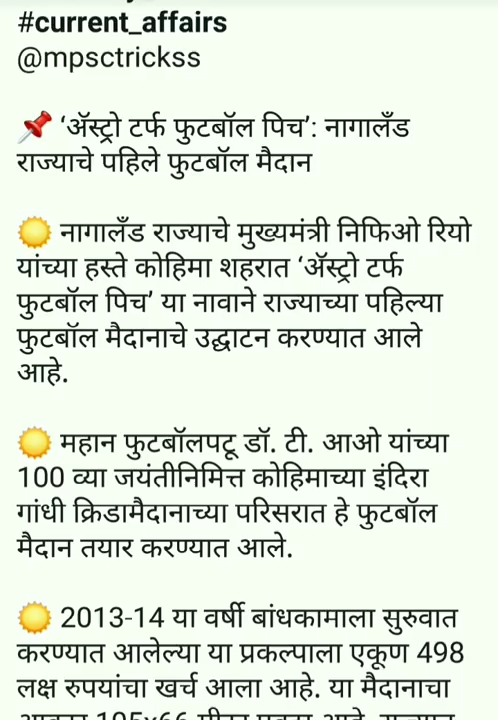 #current_affairs
@mpsctrickss
📌 ‘ॲस्ट्रो टर्फ फुटबॉल पिच’: नागालँड
राज्याचे पहिले फुटबॉल मैदान
🌞 नागालँड राज्याचे मुख्यमंत्री निफिओ रियो
यांच्या हस्ते कोहिमा शहरात ‘ॲस्ट्रो टर्फ
फुटबॉल पिच’ या नावाने राज्याच्या पहिल्या
फुटबॉल मैदानाचे उद्घाटन करण्यात आले
आहे.
🌞 महान फुटबॉलपटू डॉ. टी. आओ यांच्या
100 व्या जयंतीनिमित्त कोहिमाच्या इंदिरा
गांधी क्रिडामैदानाच्या परिसरात हे फुटबॉल
मैदान तयार करण्यात आले.
🌞 2013-14 या वर्षी बांधकामाला सुरुवात
करण्यात आलेल्या या प्रकल्पाला एकूण 498
लक्ष रुपयांचा खर्च आला आहे. या मैदानाचा